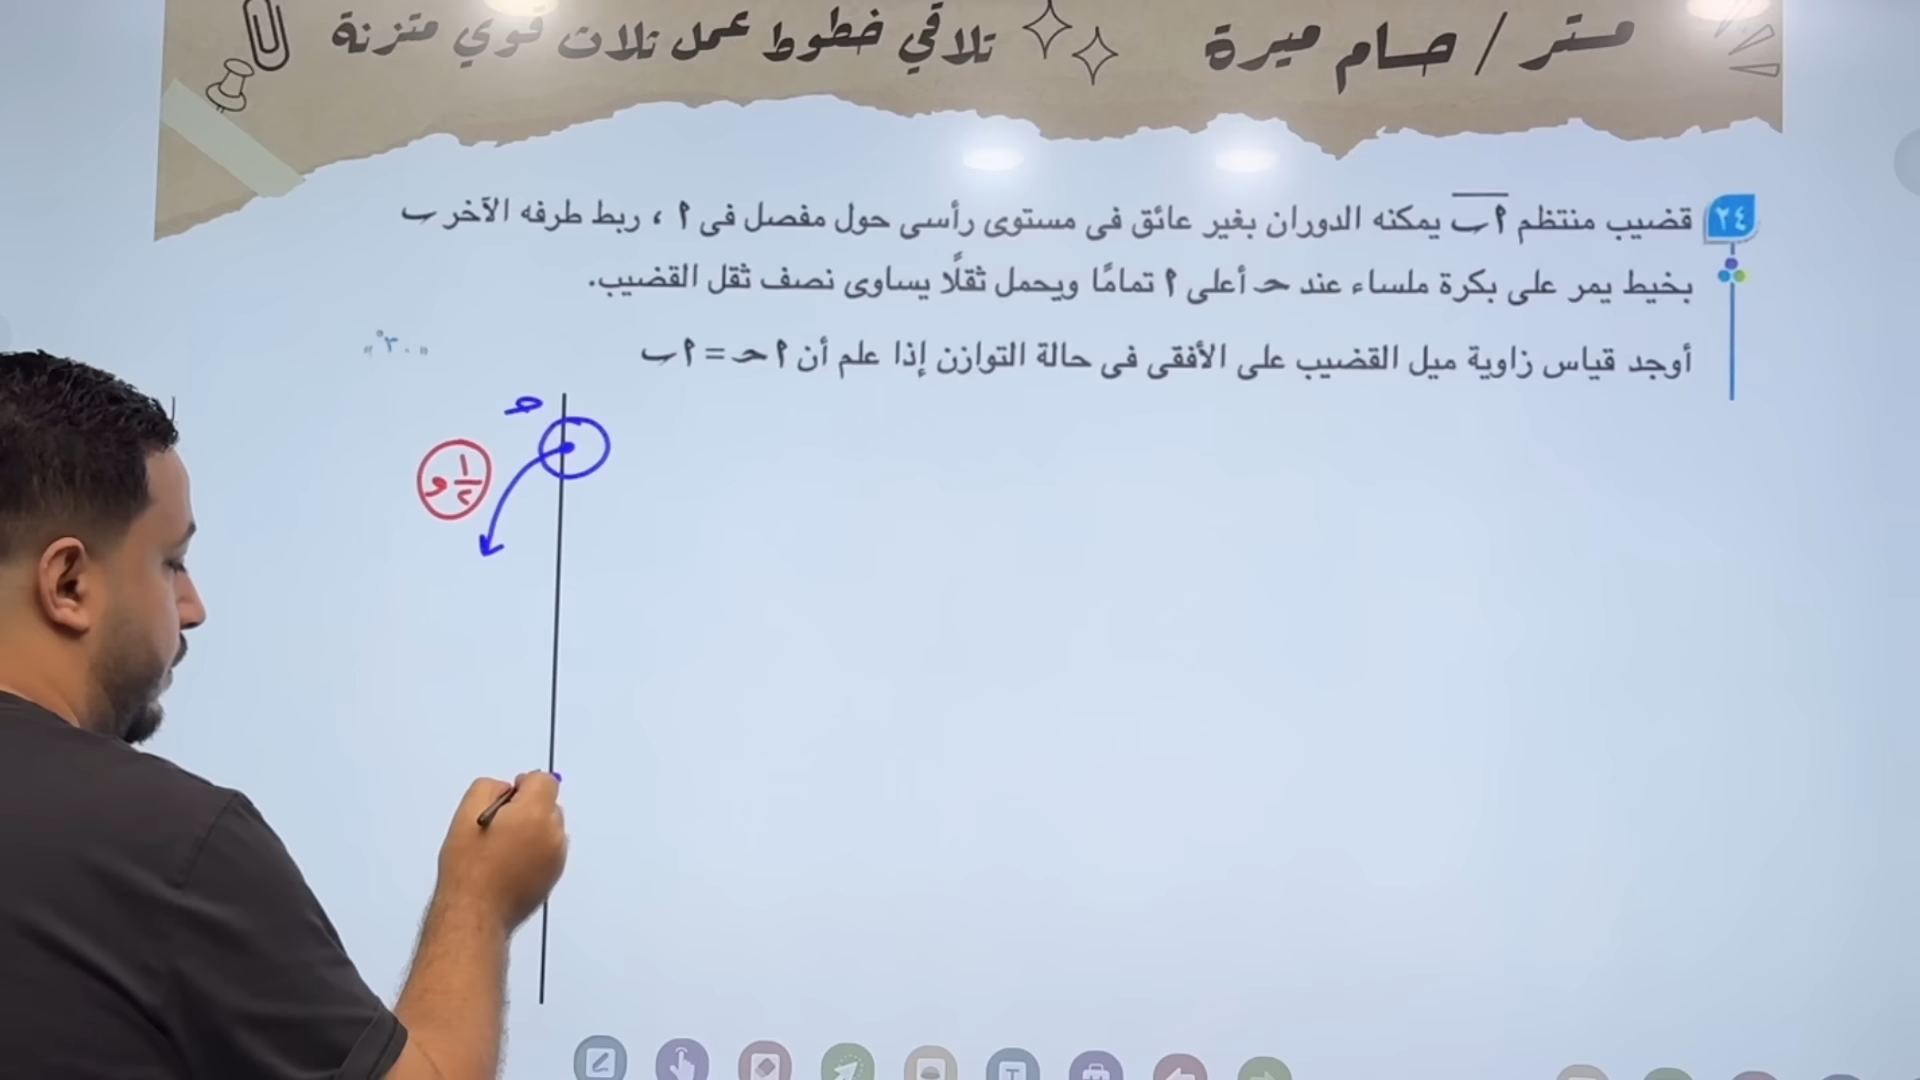 مستر / حسام ميرة
تلاقي خطوط عمل تلات قوي متزنة
٢٤ قضيب منتظم أب يمكنه الدوران بغير عائق فى مستوى رأسى حول مفصل فى أ ، ربط طرفه الآخر ب
بخيط يمر على بكرة ملساء عند حـ أعلى أ تمامًا ويحمل ثقلًا يساوى نصف ثقل القضيب.
أوجد قياس زاوية ميل القضيب على الأفقى فى حالة التوازن إذا علم أن أحـ = أب
«٣٠°»
حـ
١/٢ و